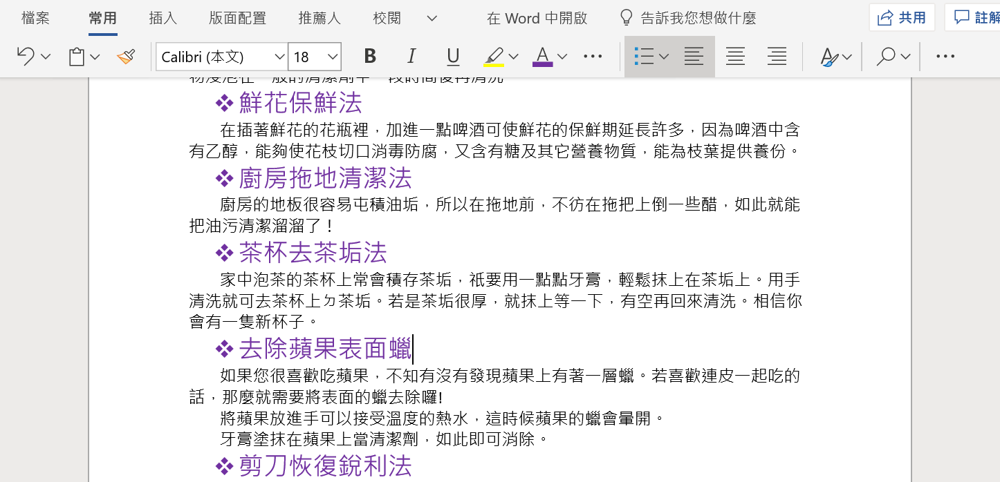 檔案 常用 插入 版面配置 推薦人 校閱 在 Word 中開啟 告訴我您想做什麼 共用 註解
Calibri (本文) 18 B I U A
鮮花保鮮法
在插著鮮花的花瓶裡，加進一點啤酒可使鮮花的保鮮期延長許多，因為啤酒中含
有乙醇，能夠使花枝切口消毒防腐，又含有糖及其它營養物質，能為枝葉提供養份。
廚房拖地清潔法
廚房的地板很容易屯積油垢，所以在拖地前，不彷在拖把上倒一些醋，如此就能
把油污清潔溜溜了！
茶杯去茶垢法
家中泡茶的茶杯上常會積存茶垢，祇要用一點點牙膏，輕鬆抹上在茶垢上。用手
清洗就可去茶杯上ㄉ茶垢。若是茶垢很厚，就抹上等一下，有空再回來清洗。相信你
會有一隻新杯子。
去除蘋果表面蠟
如果您很喜歡吃蘋果，不知有沒有發現蘋果上有著一層蠟。若喜歡連皮一起吃的
話，那麼就需要將表面的蠟去除囉!
將蘋果放進手可以接受溫度的熱水，這時候蘋果的蠟會暈開。
牙膏塗抹在蘋果上當清潔劑，如此即可消除。
剪刀恢復銳利法